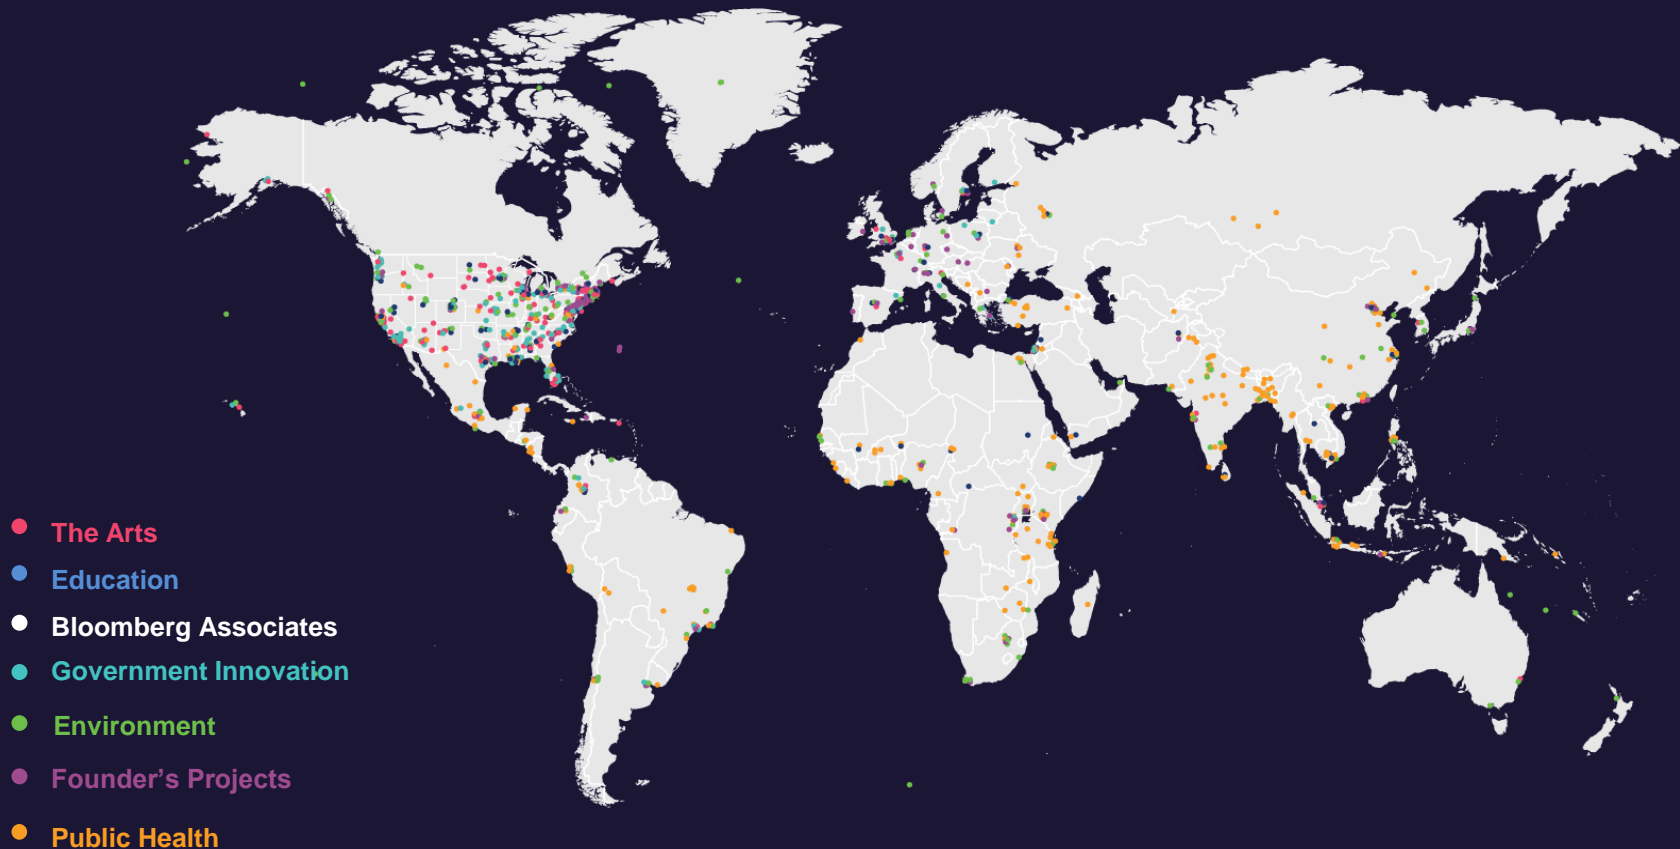 The Arts
Education
Bloomberg Associates
Government Innovation
Environment
Founder’s Projects
Public Health